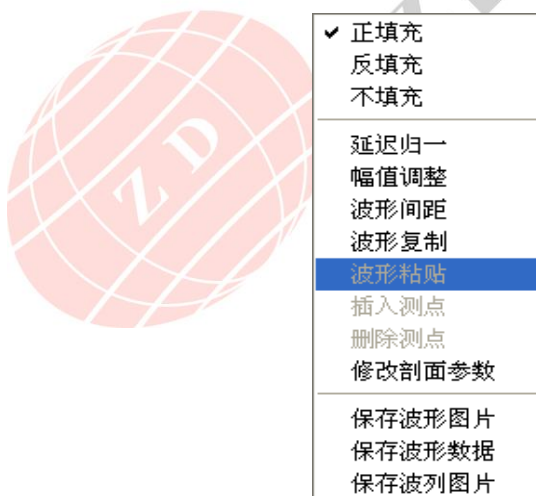 ZD
正填充
反填充
不填充
延迟归一
幅值调整
波形间距
波形复制
波形粘贴
插入测点
删除测点
修改剖面参数
保存波形图片
保存波形数据
保存波列图片